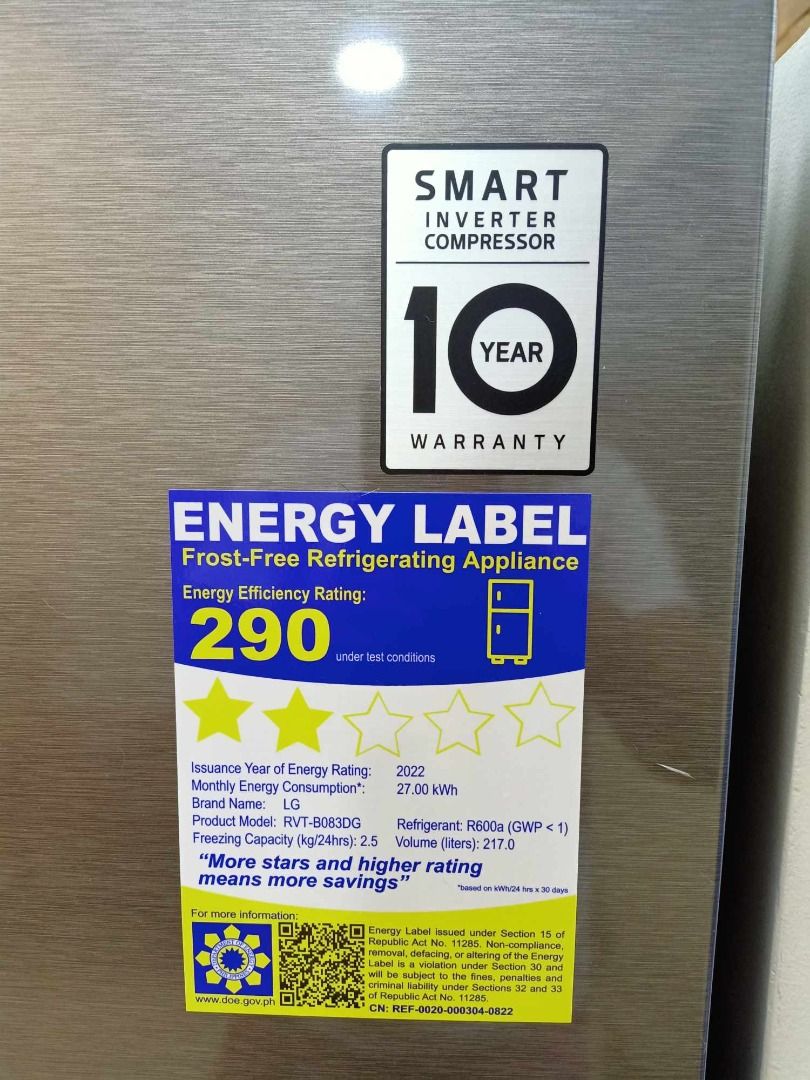 SMART
INVERTER
COMPRESSOR
10
YEAR
WARRANTY
ENERGY LABEL
Frost-Free Refrigerating Appliance
Energy Efficiency Rating:
290 under test conditions
Issuance Year of Energy Rating: 2022
Monthly Energy Consumption*: 27.00 kWh
Brand Name: LG
Product Model: RVT-B083DG Refrigerant: R600a (GWP < 1)
Freezing Capacity (kg/24hrs): 2.5 Volume (liters): 217.0
“More stars and higher rating
means more savings”
*based on kWh/24 hrs x 30 days
For more information:
www.doe.gov.ph
Energy Label issued under Section 15 of
Republic Act No. 11285. Non-compliance,
removal, defacing, or altering of the Energy
Label is a violation under Section 30 and
will be subject to the fines, penalties and
criminal liability under Sections 32 and 33
of Republic Act No. 11285.
CN: REF-0020-000304-0822